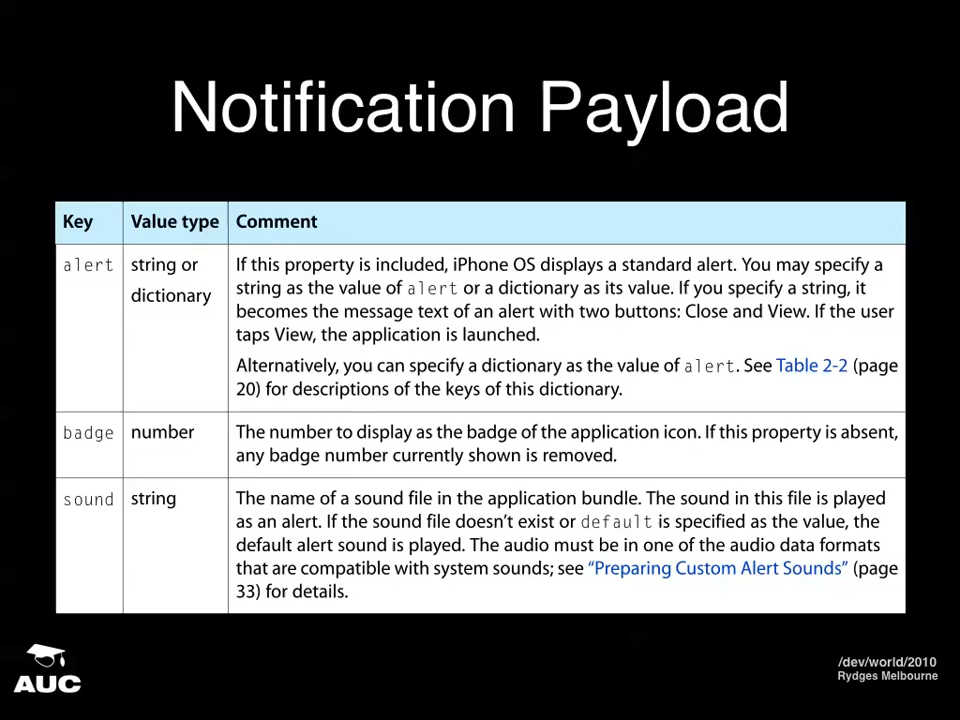 Notification Payload
Key Value type Comment
alert string or
dictionary
If this property is included, iPhone OS displays a standard alert. You may specify a
string as the value of alert or a dictionary as its value. If you specify a string, it
becomes the message text of an alert with two buttons: Close and View. If the user
taps View, the application is launched.
Alternatively, you can specify a dictionary as the value of alert. See Table 2-2 (page
20) for descriptions of the keys of this dictionary.
badge number
The number to display as the badge of the application icon. If this property is absent,
any badge number currently shown is removed.
sound string
The name of a sound file in the application bundle. The sound in this file is played
as an alert. If the sound file doesn’t exist or default is specified as the value, the
default alert sound is played. The audio must be in one of the audio data formats
that are compatible with system sounds; see “Preparing Custom Alert Sounds” (page
33) for details.
AUC
/dev/world/2010
Rydges Melbourne